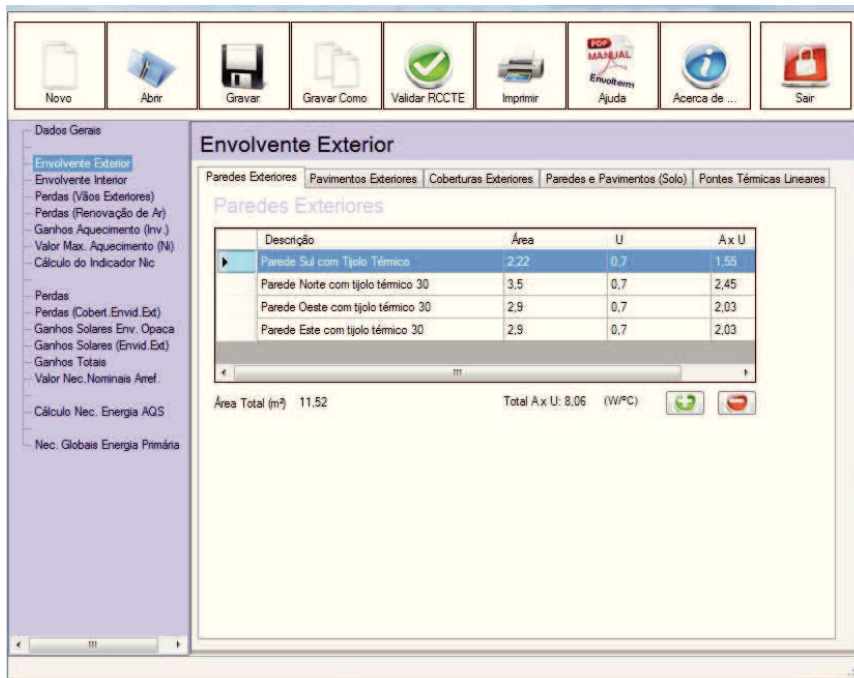 Novo
Abrir
Gravar
Gravar Como
Validar RCCTE
Imprimir
PDF
MANUAL
Envolterm
Ajuda
Acerca de ...
Sair
Dados Gerais
Envolvente Exterior
Envolvente Interior
Perdas (Vãos Exteriores)
Perdas (Renovação de Ar)
Ganhos Aquecimento (Inv.)
Valor Max. Aquecimento (Ni)
Cálculo do Indicador Nic
Perdas
Perdas (Cobert.Envid.Ext)
Ganhos Solares Env. Opaca
Ganhos Solares (Envid.Ext)
Ganhos Totais
Valor Nec.Nominais Arref.
Cálculo Nec. Energia AQS
Nec. Globais Energia Primária
Envolvente Exterior
Paredes Exteriores Pavimentos Exteriores Coberturas Exteriores Paredes e Pavimentos (Solo) Pontes Térmicas Lineares
Paredes Exteriores
Descrição Área U A x U
Parede Sul com Tijolo Térmico 2,22 0,7 1,55
Parede Norte com tijolo térmico 30 3,5 0,7 2,45
Parede Oeste com tijolo térmico 30 2,9 0,7 2,03
Parede Este com tijolo térmico 30 2,9 0,7 2,03
Área Total (m²) 11,52 Total A x U: 8,06 (W/ºC)